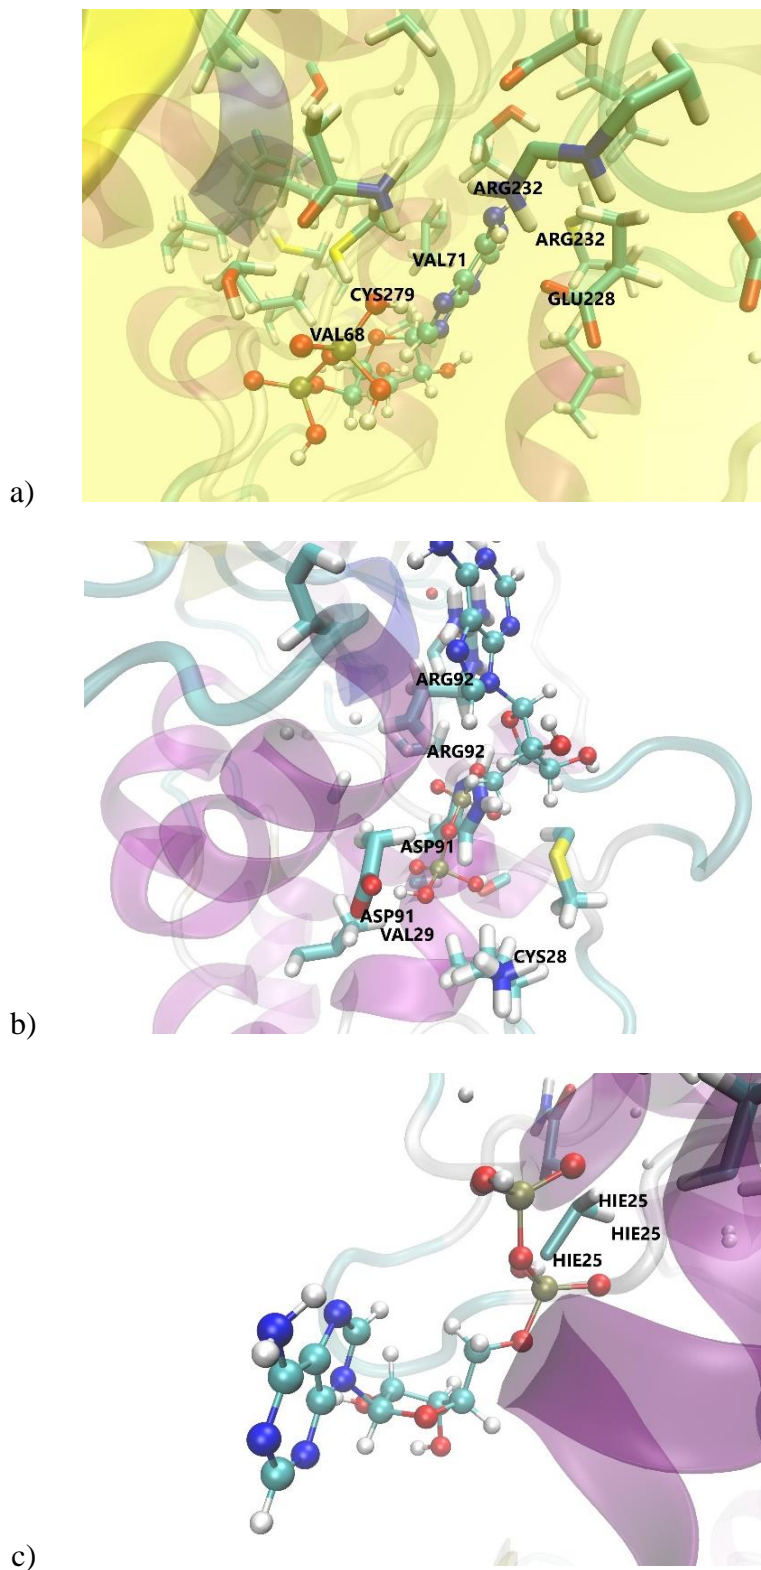 ARG232
ARG232
VAL71
CYS279
GLU228
VAL68
a)
ARG92
ARG92
ASP91
ASP91
VAL29
CYS28
b)
HIE25
HIE25
HIE25
c)